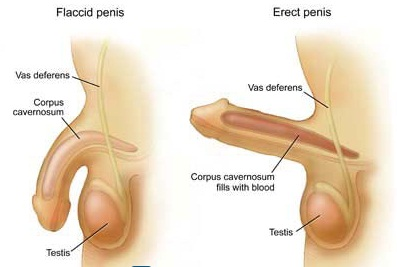 Flaccid penis
Vas deferens
Corpus
cavernosum
Testis
Erect penis
Vas deferens
Corpus cavernosum
fills with blood
Testis